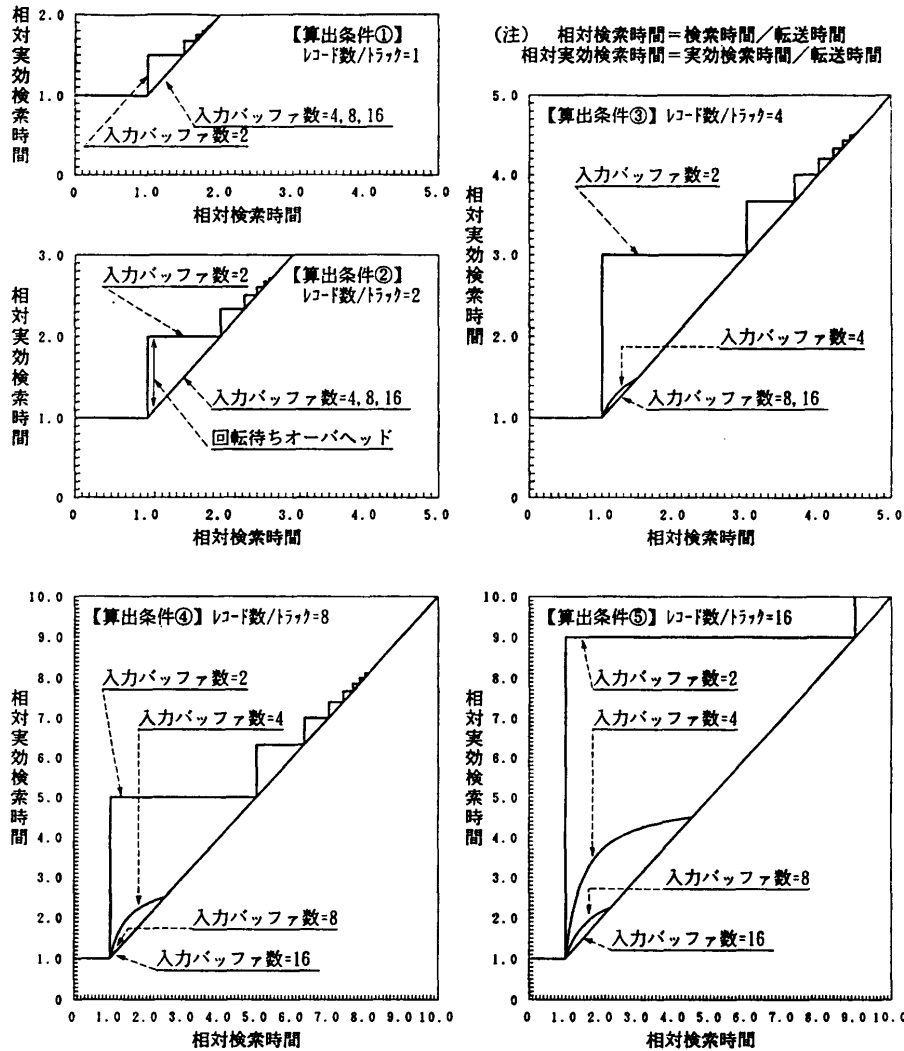 相対実効検索時間
2.0
1.0
0
【算出条件①】
レコード数/トラック=1
入力バッファ数=4,8,16
入力バッファ数=2
1.0 2.0 3.0 4.0 5.0
相対検索時間
(注) 相対検索時間=検索時間/転送時間
相対実効検索時間=実効検索時間/転送時間
相対実効検索時間
3.0
2.0
1.0
0
入力バッファ数=2
【算出条件②】
レコード数/トラック=2
入力バッファ数=4,8,16
回転待ちオーバヘッド
0 1.0 2.0 3.0 4.0 5.0
相対検索時間
相対実効検索時間
5.0
4.0
3.0
2.0
1.0
0
【算出条件③】レコード数/トラック=4
入力バッファ数=2
入力バッファ数=4
入力バッファ数=8,16
0 1.0 2.0 3.0 4.0 5.0
相対検索時間
相対実効検索時間
10.0
9.0
8.0
7.0
6.0
5.0
4.0
3.0
2.0
1.0
0
【算出条件④】レコード数/トラック=8
入力バッファ数=2
入力バッファ数=4
入力バッファ数=8
入力バッファ数=16
0 1.0 2.0 3.0 4.0 5.0 6.0 7.0 8.0 9.0 10.0
相対検索時間
相対実効検索時間
10.0
9.0
8.0
7.0
6.0
5.0
4.0
3.0
2.0
1.0
0
【算出条件⑤】レコード数/トラック=16
入力バッファ数=2
入力バッファ数=4
入力バッファ数=8
入力バッファ数=16
0 1.0 2.0 3.0 4.0 5.0 6.0 7.0 8.0 9.0 10.0
相対検索時間